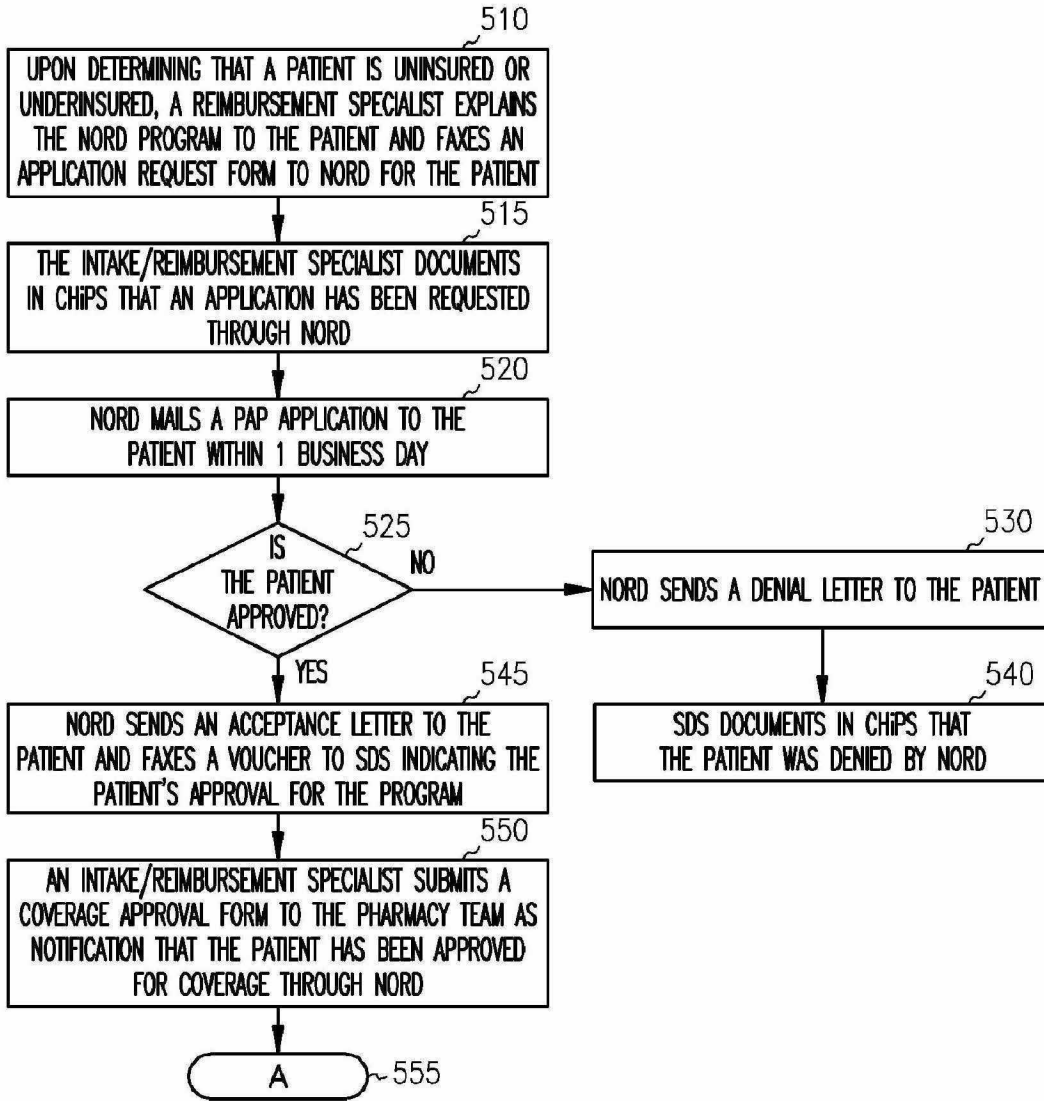 510
UPON DETERMINING THAT A PATIENT IS UNINSURED OR
UNDERINSURED, A REIMBURSEMENT SPECIALIST EXPLAINS
THE NORD PROGRAM TO THE PATIENT AND FAXES AN
APPLICATION REQUEST FORM TO NORD FOR THE PATIENT
515
THE INTAKE/REIMBURSEMENT SPECIALIST DOCUMENTS
IN CHiPS THAT AN APPLICATION HAS BEEN REQUESTED
THROUGH NORD
520
NORD MAILS A PAP APPLICATION TO THE
PATIENT WITHIN 1 BUSINESS DAY
525
IS
THE PATIENT
APPROVED?
NO
530
NORD SENDS A DENIAL LETTER TO THE PATIENT
540
SDS DOCUMENTS IN CHiPS THAT
THE PATIENT WAS DENIED BY NORD
YES
545
NORD SENDS AN ACCEPTANCE LETTER TO THE
PATIENT AND FAXES A VOUCHER TO SDS INDICATING THE
PATIENT'S APPROVAL FOR THE PROGRAM
550
AN INTAKE/REIMBURSEMENT SPECIALIST SUBMITS A
COVERAGE APPROVAL FORM TO THE PHARMACY TEAM AS
NOTIFICATION THAT THE PATIENT HAS BEEN APPROVED
FOR COVERAGE THROUGH NORD
A
555